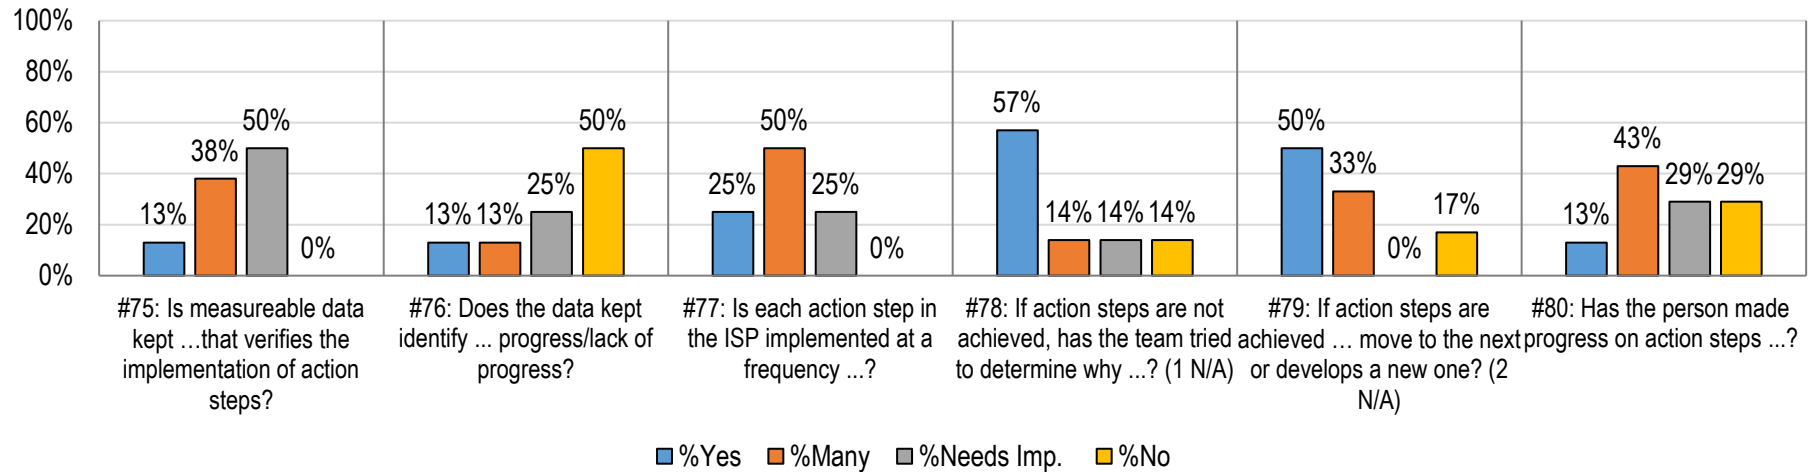 100%
80%
60%
40%
20%
0%
13%
38%
50%
0%
13%
13%
25%
50%
25%
50%
25%
0%
57%
14%
14%
14%
50%
33%
0%
17%
13%
43%
29%
29%
#75: Is measureable data
kept …that verifies the
implementation of action
steps?
#76: Does the data kept
identify ... progress/lack of
progress?
#77: Is each action step in
the ISP implemented at a
frequency ...?
#78: If action steps are not
achieved, has the team tried
to determine why ...? (1 N/A)
#79: If action steps are
achieved … move to the next
or develops a new one? (2
N/A)
#80: Has the person made
progress on action steps ...?
%Yes
%Many
%Needs Imp.
%No